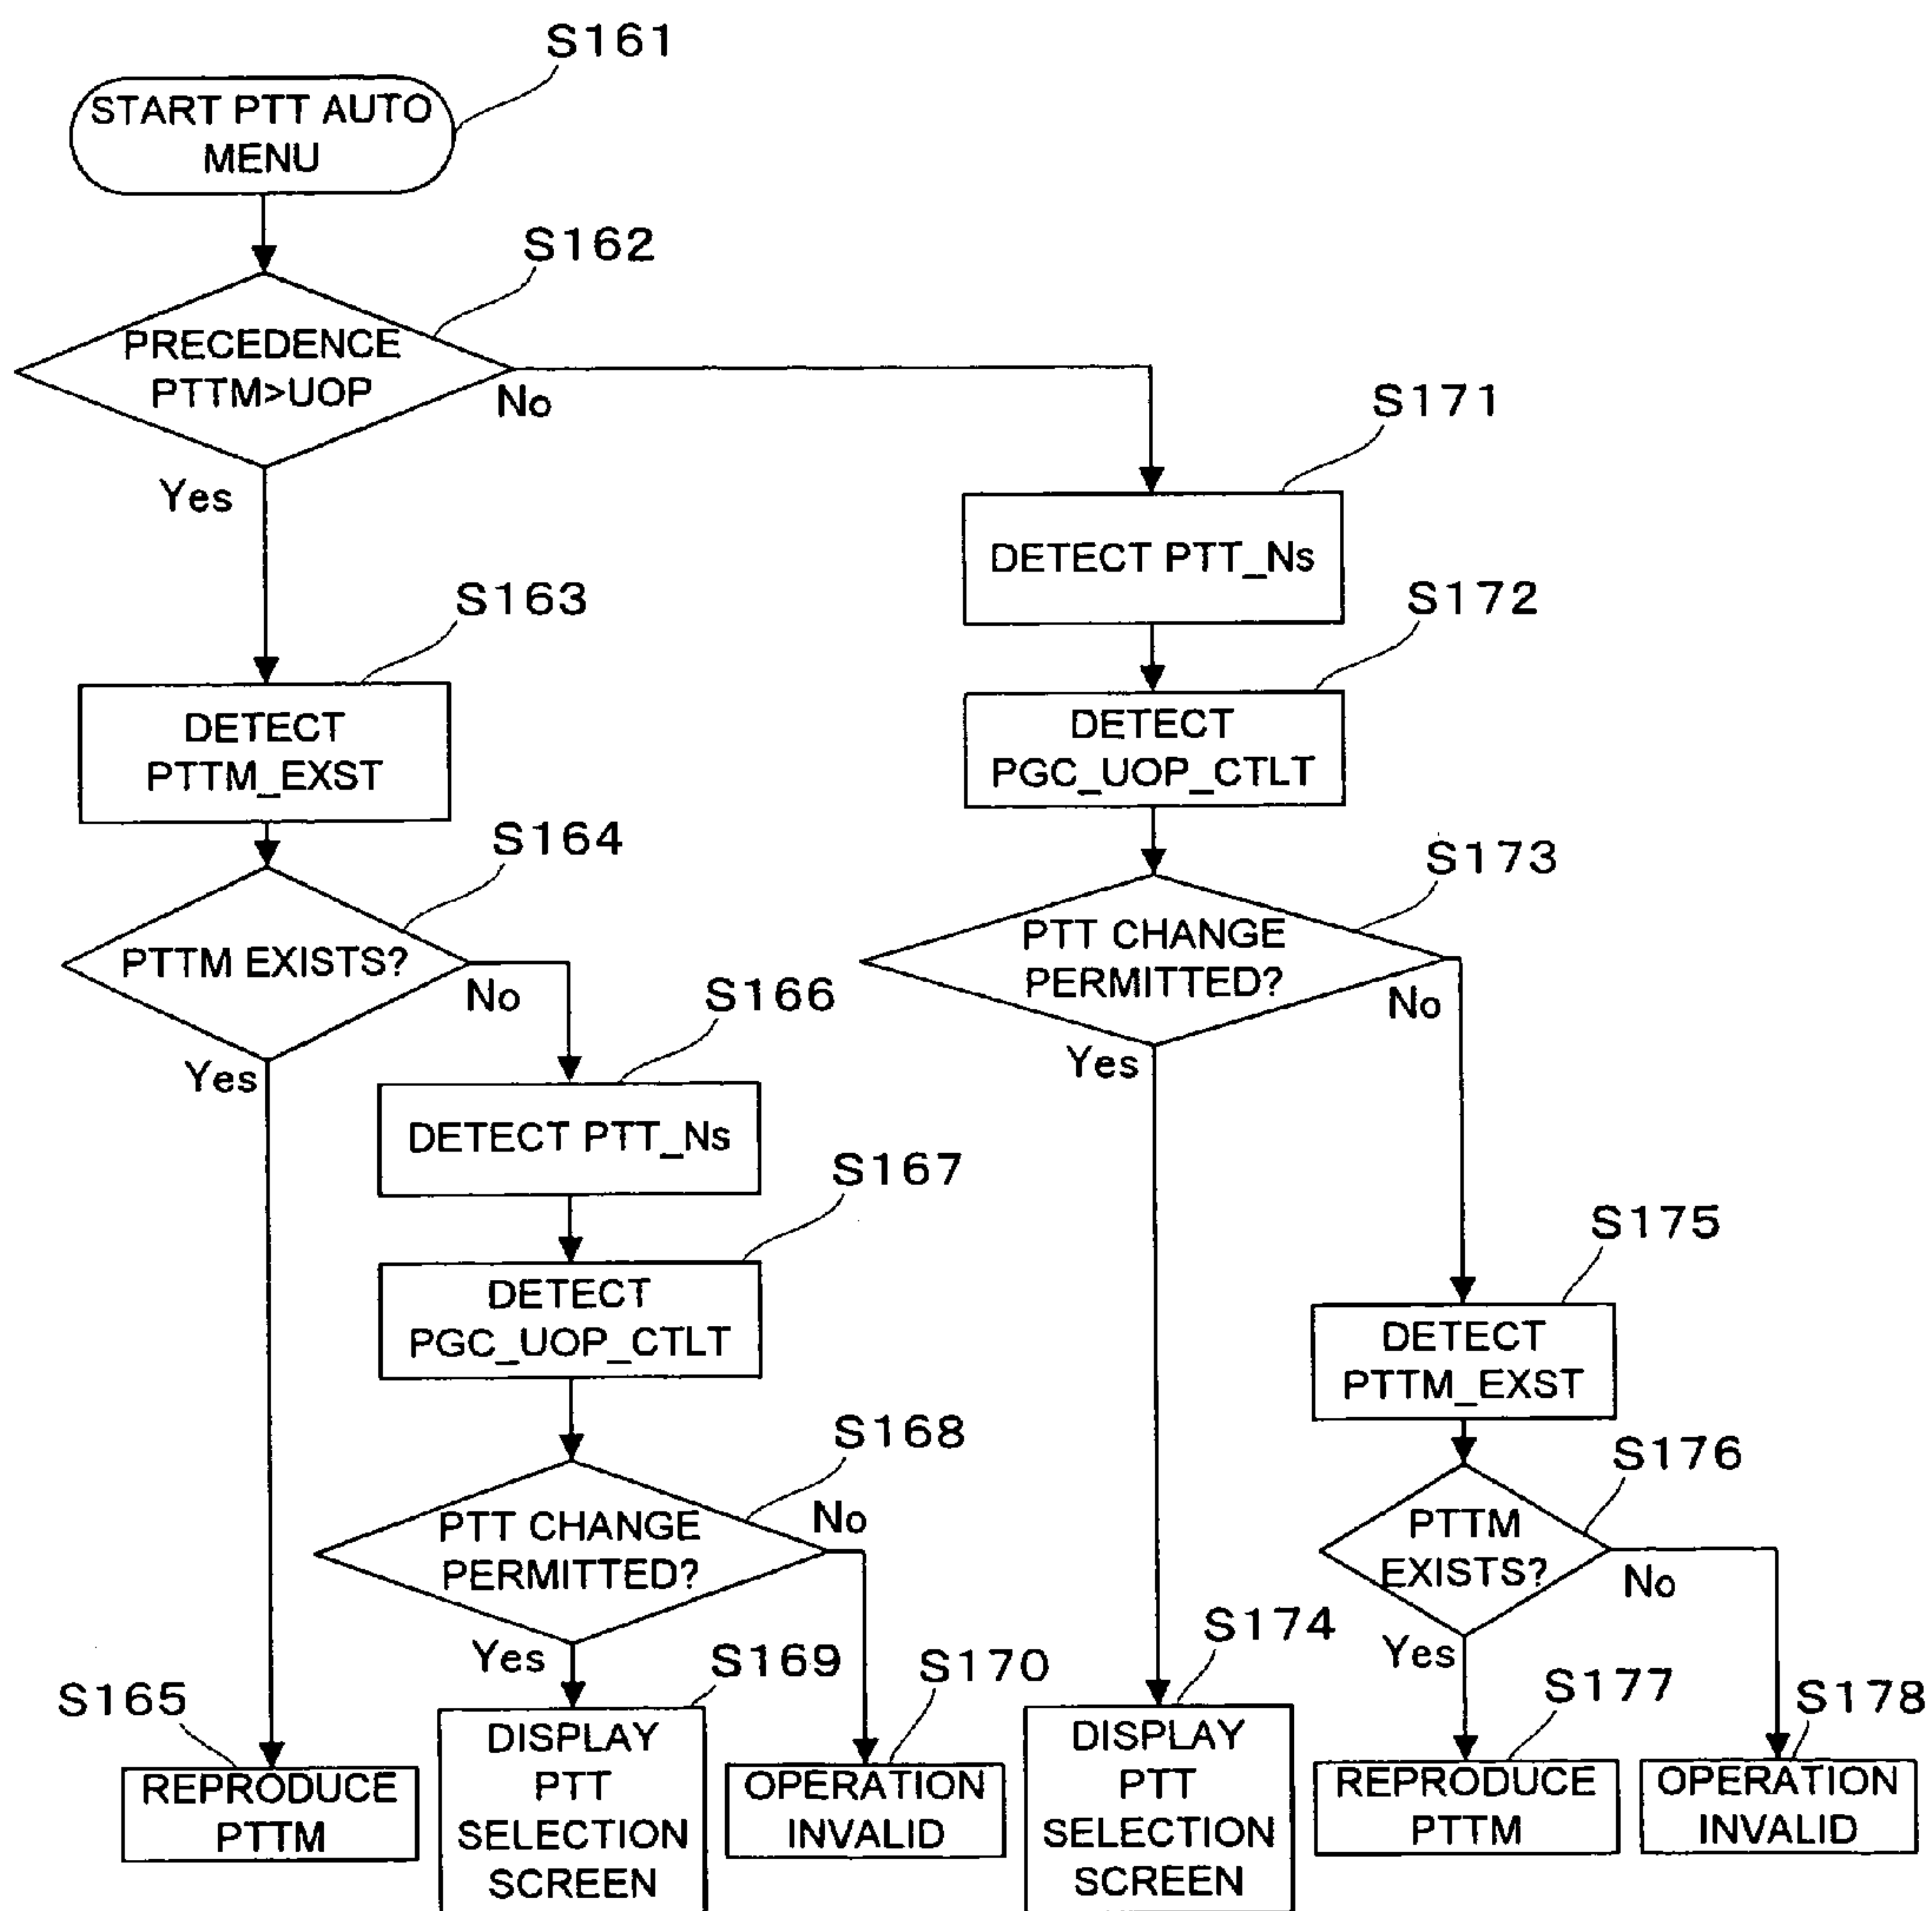 S161
START PTT AUTO
MENU
S162
PRECEDENCE
PTTM>UOP
No
Yes
S171
DETECT PTT_Ns
S163
DETECT
PTTM_EXST
S172
DETECT
PGC_UOP_CTLT
S164
PTTM EXISTS?
No
Yes
S173
PTT CHANGE
PERMITTED?
No
Yes
S166
DETECT PTT_Ns
S167
DETECT
PGC_UOP_CTLT
S175
DETECT
PTTM_EXST
S168
PTT CHANGE
PERMITTED?
No
Yes
S176
PTTM
EXISTS?
No
Yes
S165
REPRODUCE
PTTM
S169
DISPLAY
PTT
SELECTION
SCREEN
S170
OPERATION
INVALID
S174
DISPLAY
PTT
SELECTION
SCREEN
S177
REPRODUCE
PTTM
S178
OPERATION
INVALID